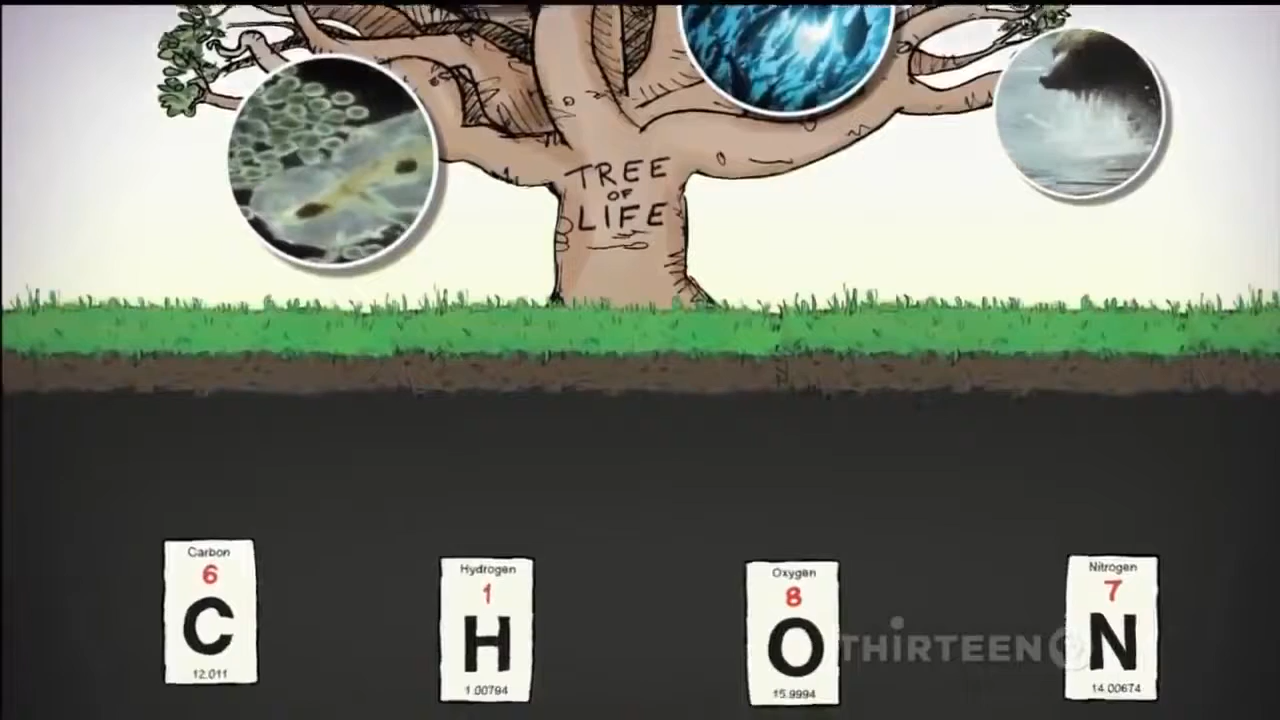 TREE
OF
LIFE
Carbon
6
C
12.011
Hydrogen
1
H
1.00794
Oxygen
8
O
15.9994
THIRTEEN
Nitrogen
7
N
14.00674